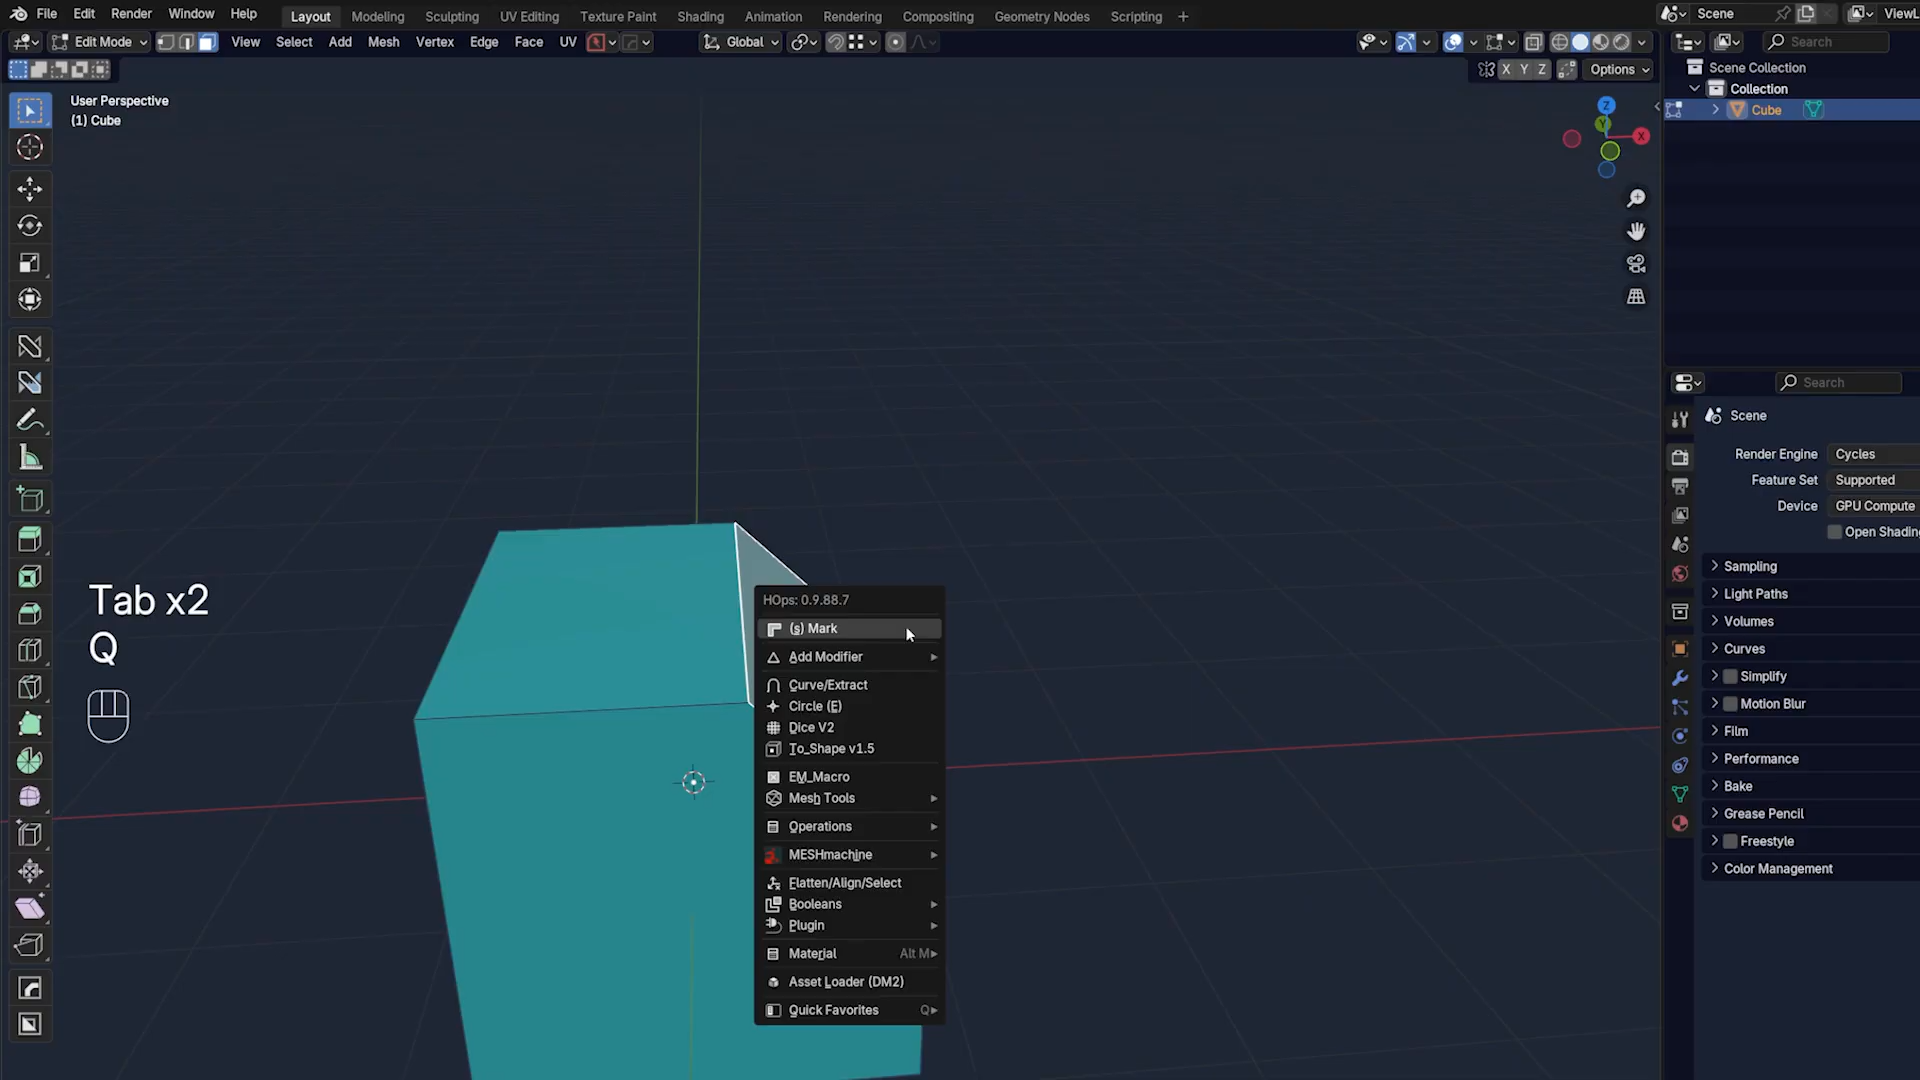 File Edit Render Window Help
Layout Modeling Sculpting UV Editing Texture Paint Shading Animation Rendering Compositing Geometry Nodes Scripting +
Scene
ViewL
Edit Mode View Select Add Mesh Vertex Edge Face UV
Global
Search
X Y Z Options
User Perspective
(1) Cube
Z
Y
X
Scene Collection
Collection
Cube
Search
Scene
Render Engine Cycles
Feature Set Supported
Device GPU Compute
Open Shading
Sampling
Light Paths
Volumes
Curves
Simplify
Motion Blur
Film
Performance
Bake
Grease Pencil
Freestyle
Color Management
Tab x2
Q
HOps: 0.9.88.7
(s) Mark
Add Modifier
Curve/Extract
Circle (E)
Dice V2
To_Shape v1.5
EM_Macro
Mesh Tools
Operations
MESHmachine
Flatten/Align/Select
Booleans
Plugin
Material Alt M
Asset Loader (DM2)
Quick Favorites Q